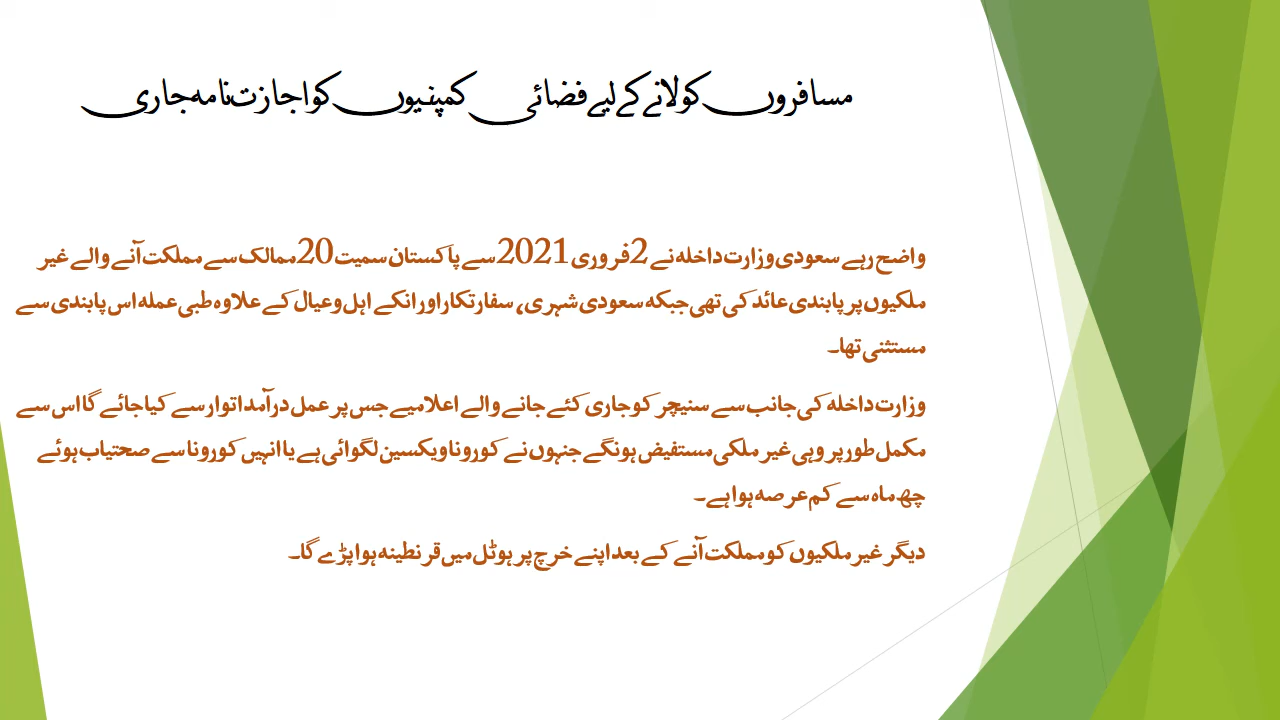 مسافروں کو لانے کے لیے فضائی کمپنیوں کو اجازت نامہ جاری
واضح رہے سعودی وزارت داخلہ نے 2 فروری 2021 سے پاکستان سمیت 20 ممالک سے مملکت آنے والے غیر
ملکیوں پر پابندی عائد کی تھی جبکہ سعودی شہری، سفارتکار اور انکے اہل وعیال کے علاوہ طبی عملہ اس پابندی سے
مستثنی تھا۔
وزارت داخلہ کی جانب سے سنیچر کو جاری کئے جانے والے اعلامیے جس پر عمل درآمد اتوار سے کیا جائے گا اس سے
مکمل طور پر وہی غیر ملکی مستفیض ہونگے جنہوں نے کورونا ویکسین لگوائی ہے یا انہیں کورونا سے صحتیاب ہوئے
چھ ماہ سے کم عرصہ ہوا ہے۔
دیگر غیر ملکیوں کو مملکت آنے کے بعد اپنے خرچ پر ہوٹل میں قرنطینہ ہوا پڑے گا۔